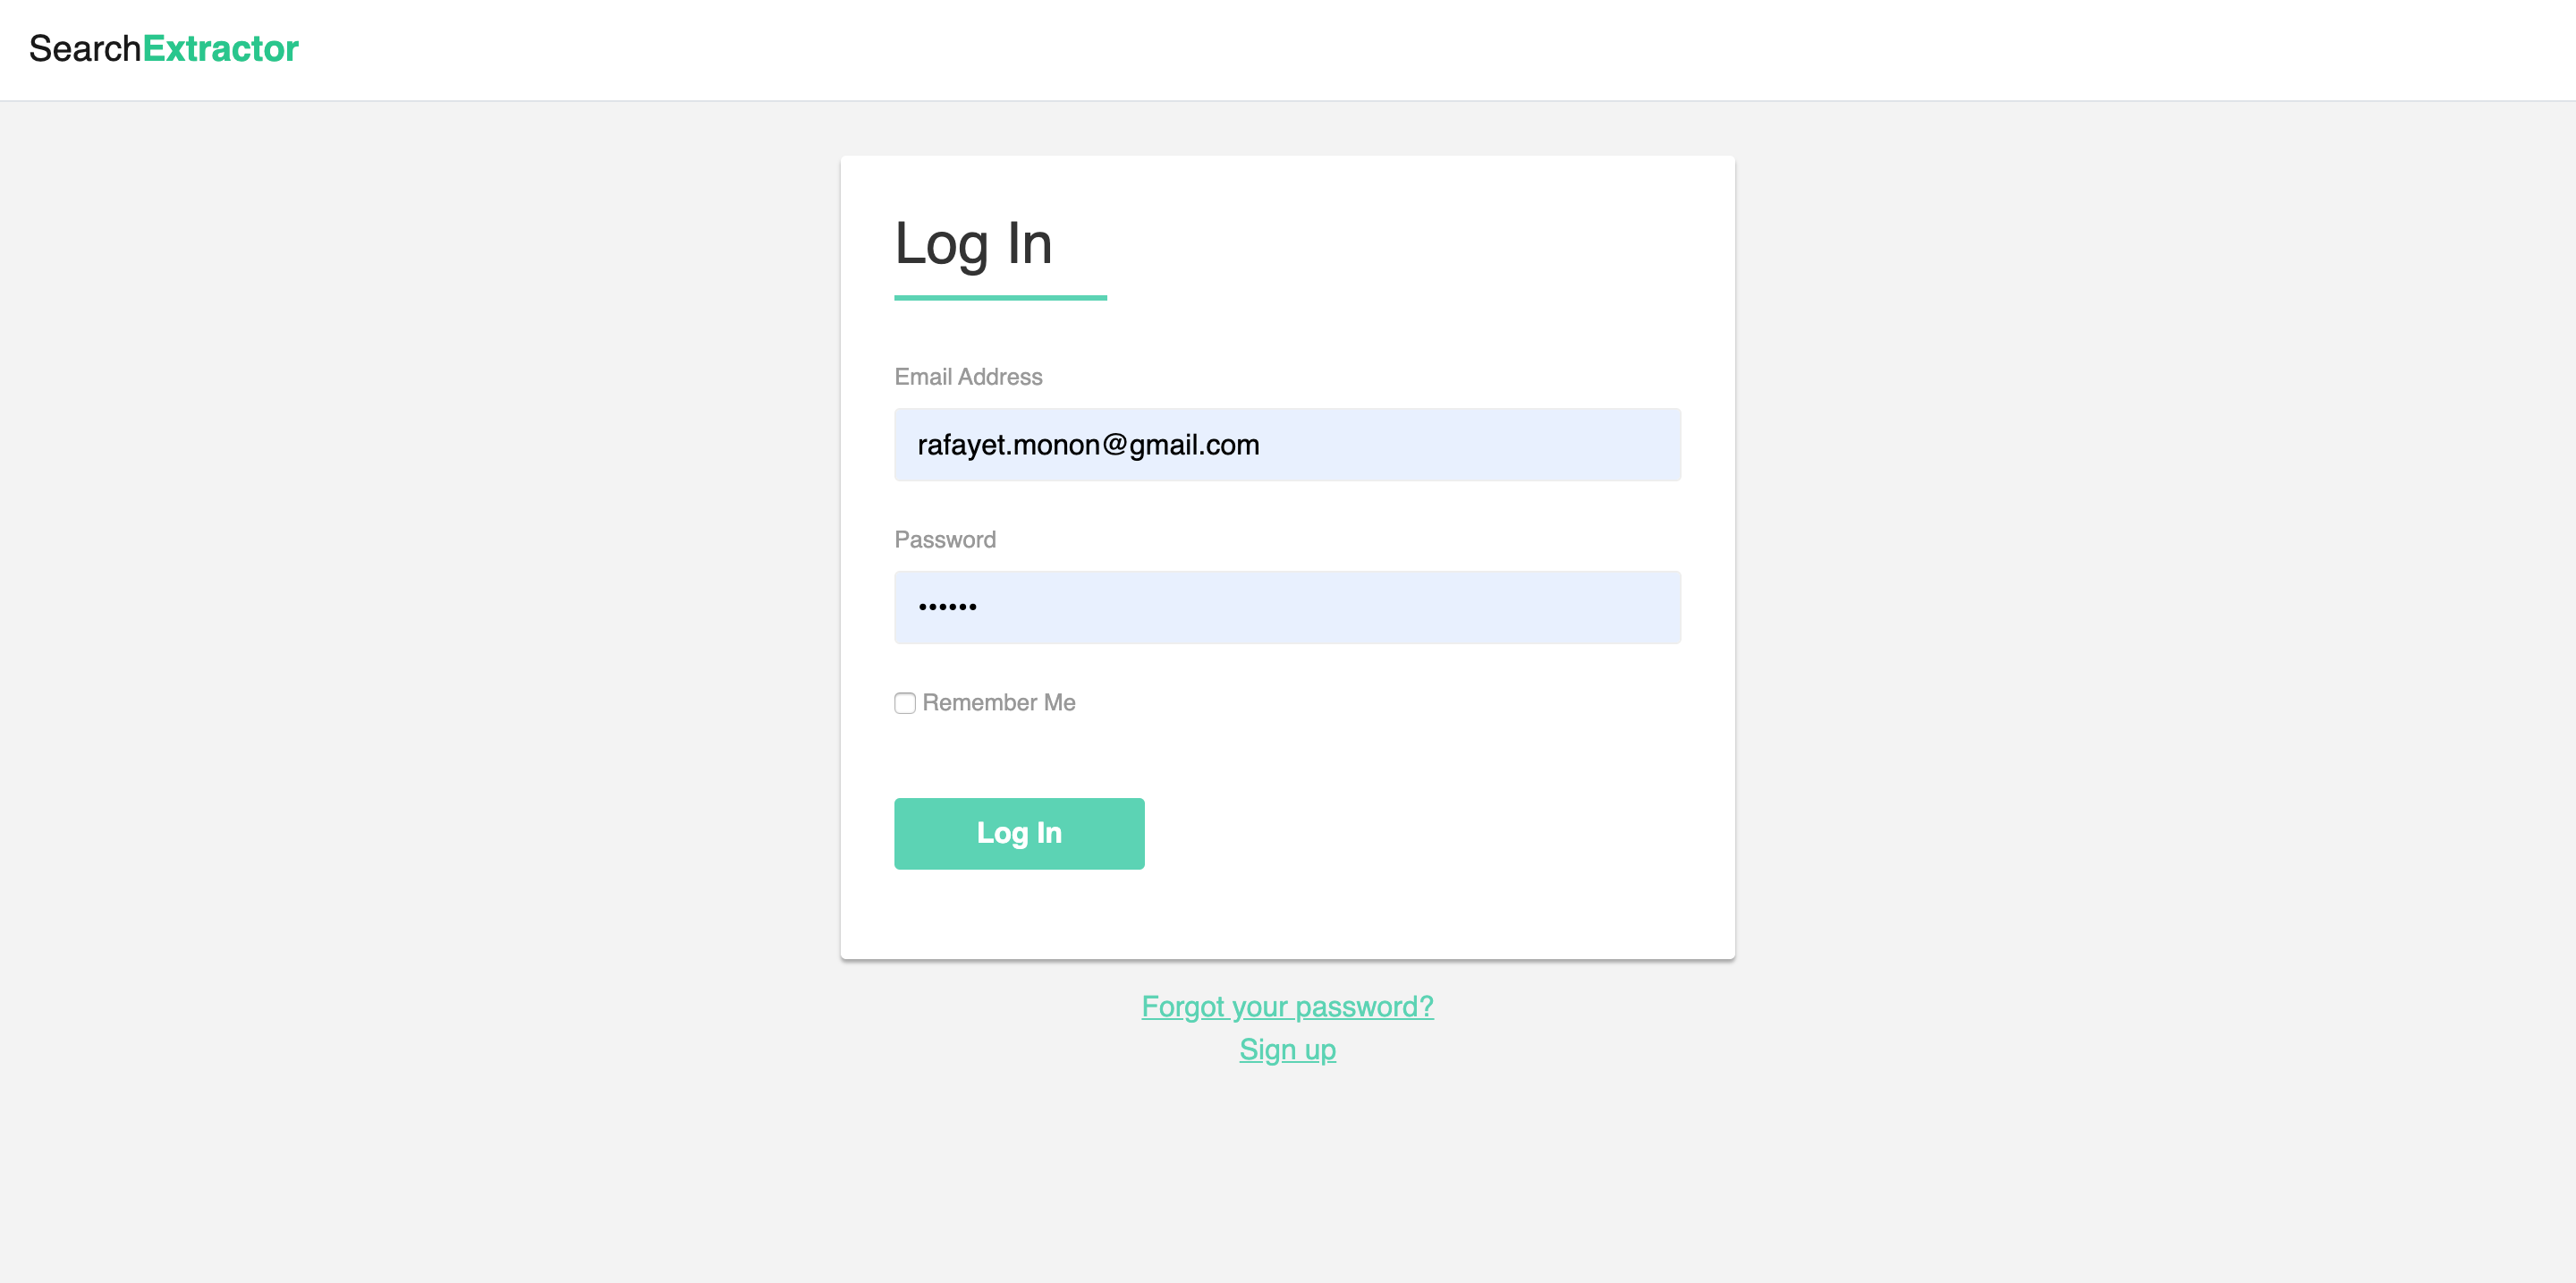 SearchExtractor
Log In
Email Address
rafayet.monon@gmail.com
Password
••••••
Remember Me
Log In
Forgot your password?
Sign up